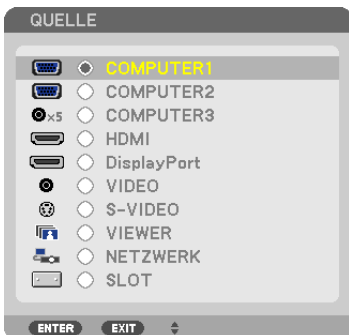 QUELLE
COMPUTER1
COMPUTER2
×5 COMPUTER3
HDMI
DisplayPort
VIDEO
S-VIDEO
VIEWER
NETZWERK
SLOT
ENTER EXIT